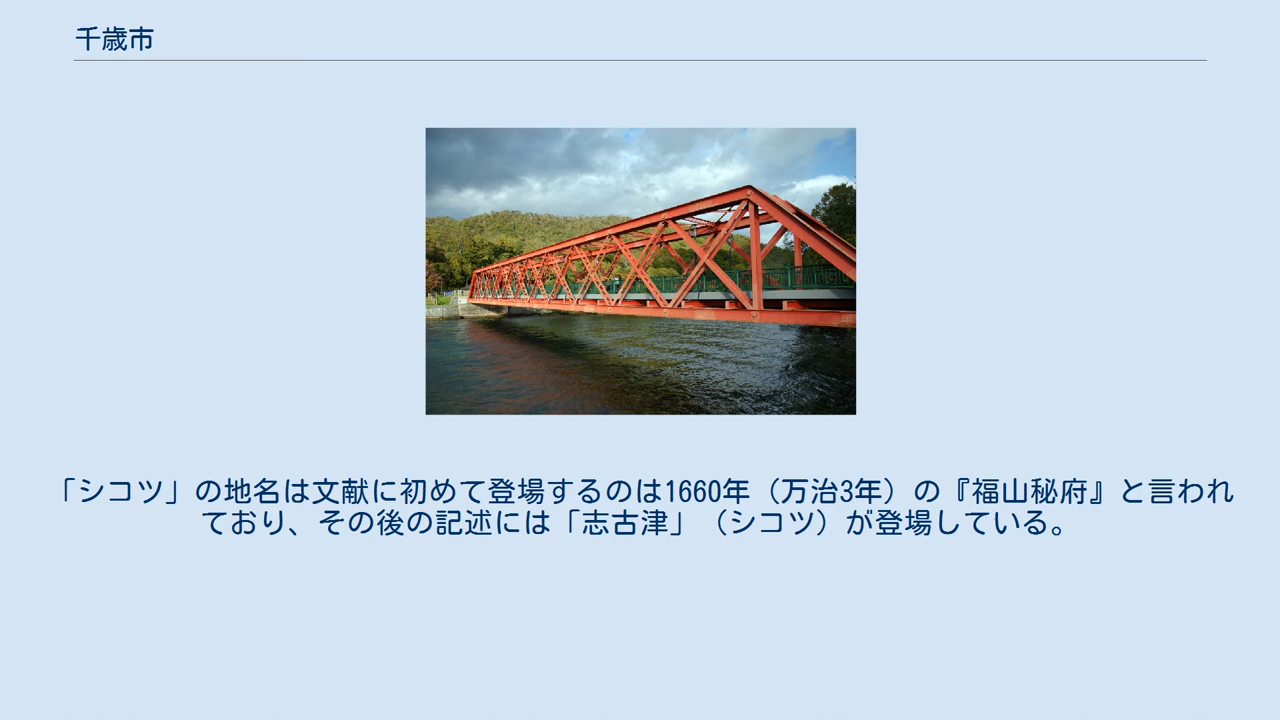 千歳市
「シコツ」の地名は文献に初めて登場するのは1660年（万治3年）の『福山秘府』と言われ
ており、その後の記述には「志古津」（シコツ）が登場している。